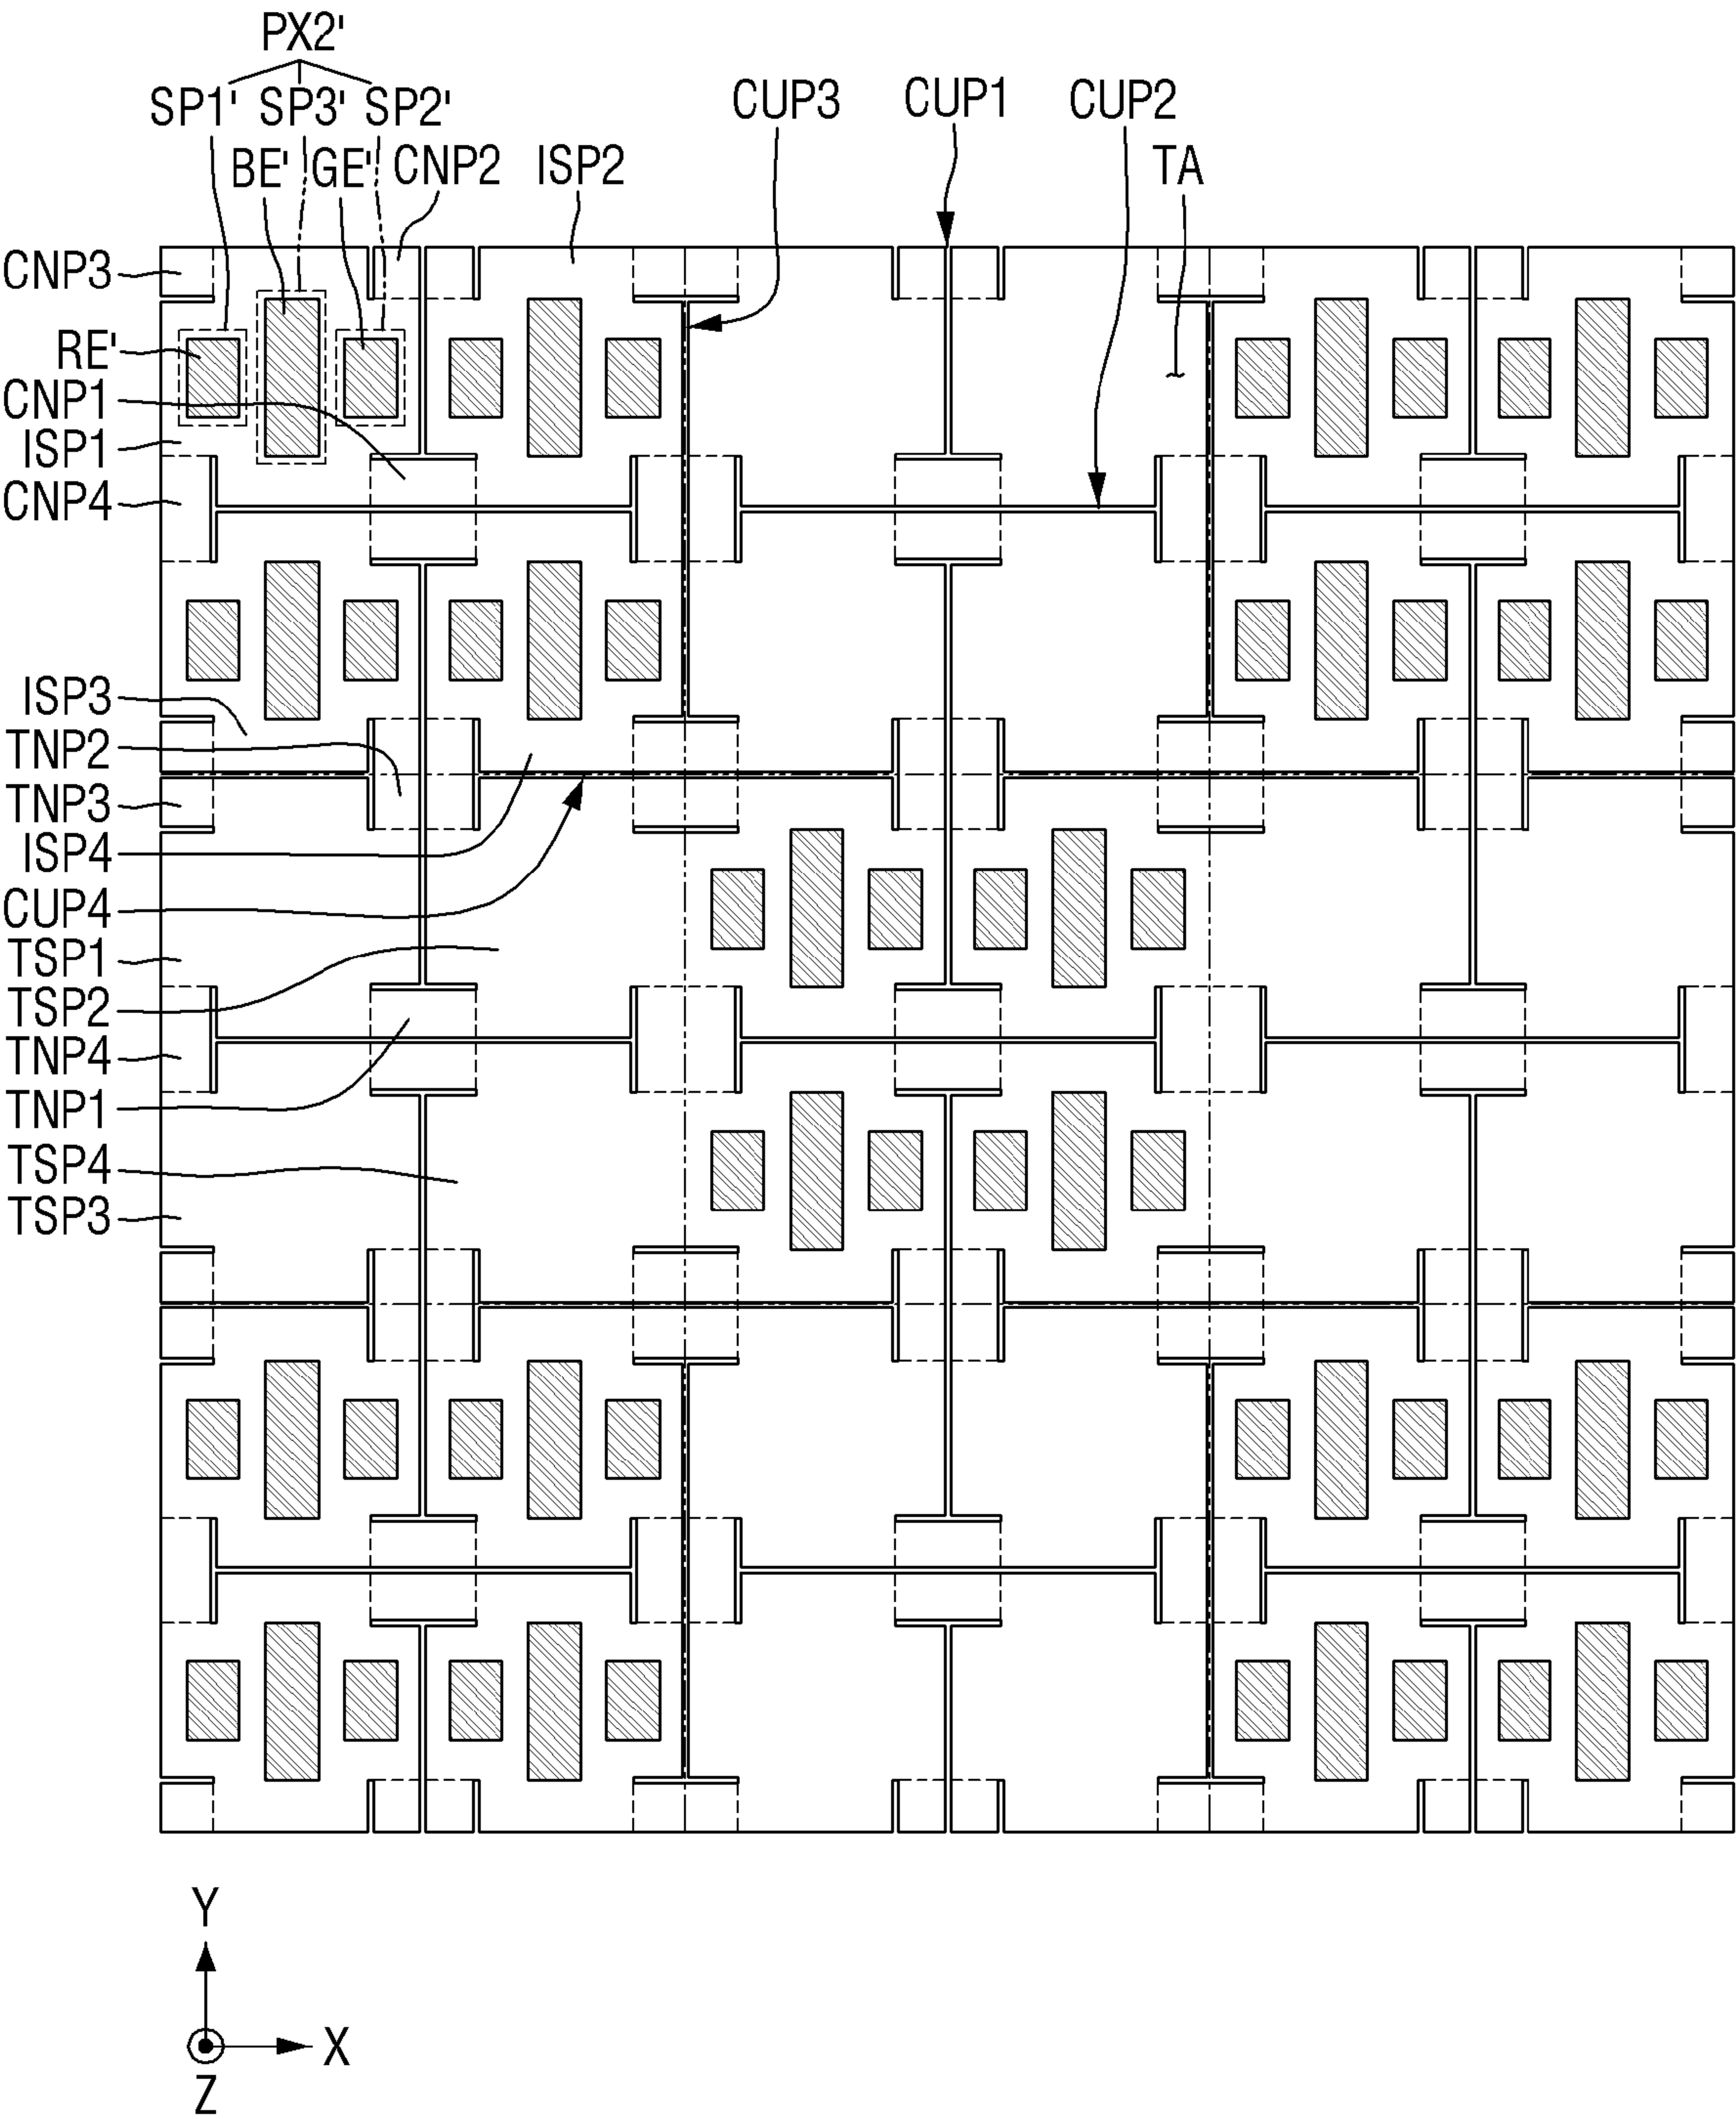 PX2'
SP1' SP3' SP2' CUP3 CUP1 CUP2
BE' GE' CNP2 ISP2 TA
CNP3
RE'
CNP1
ISP1
CNP4
ISP3
TNP2
TNP3
ISP4
CUP4
TSP1
TSP2
TNP4
TNP1
TSP4
TSP3
Y
X
Z